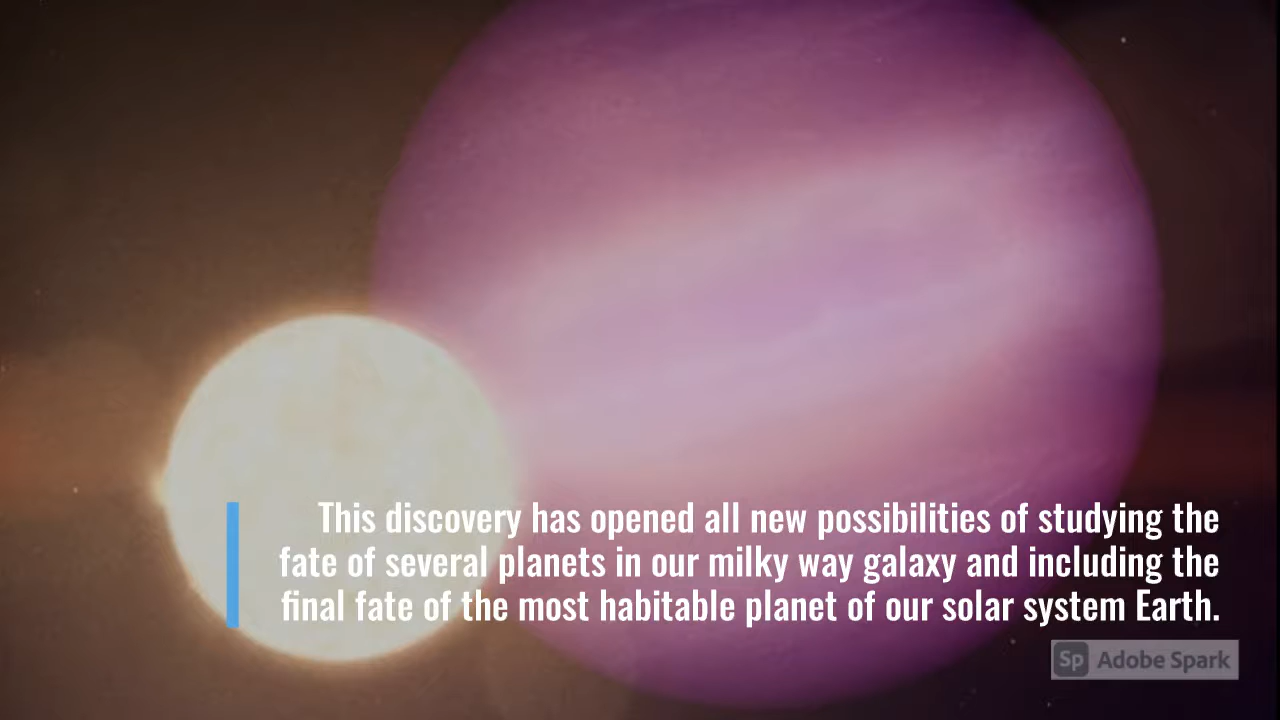 This discovery has opened all new possibilities of studying the
fate of several planets in our milky way galaxy and including the
final fate of the most habitable planet of our solar system Earth.
Sp Adobe Spark